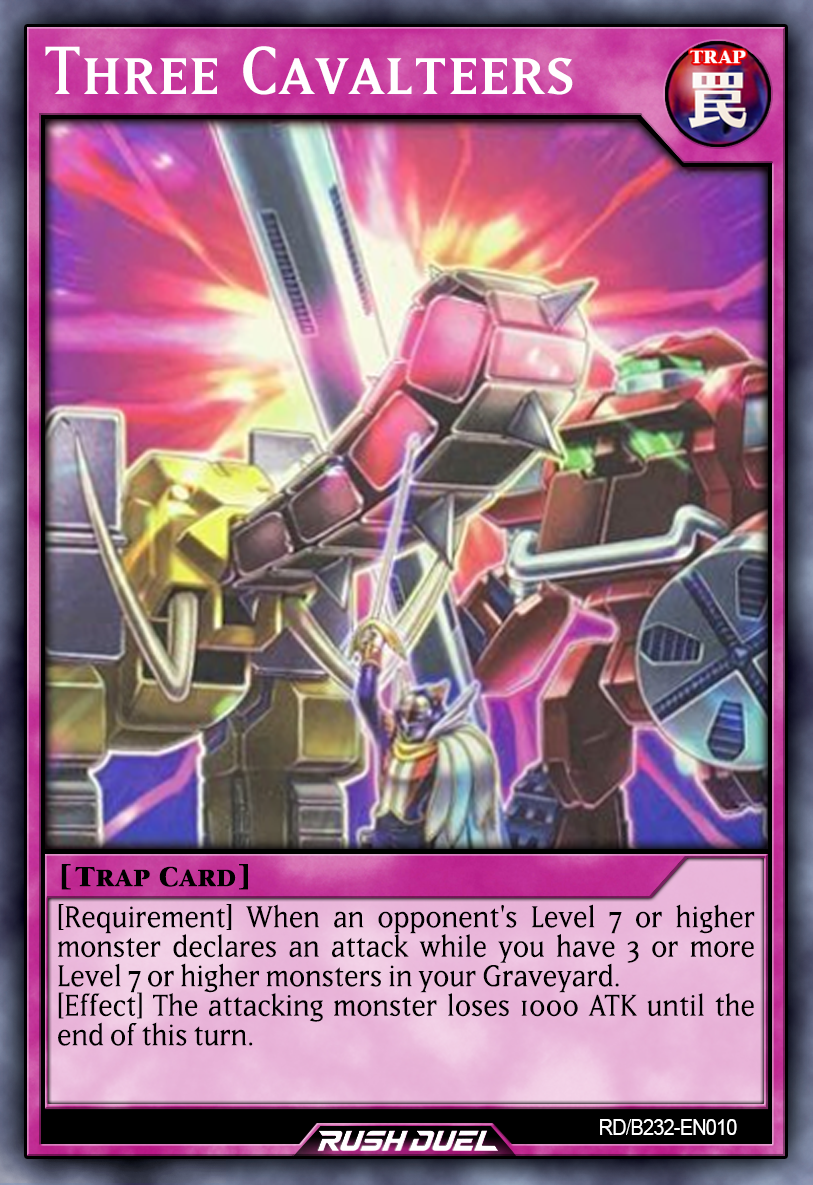 Three Cavalteers
TRAP
罠
[Trap Card]
[Requirement] When an opponent's Level 7 or higher
monster declares an attack while you have 3 or more
Level 7 or higher monsters in your Graveyard.
[Effect] The attacking monster loses 1000 ATK until the
end of this turn.
RUSH DUEL
RD/B232-EN010